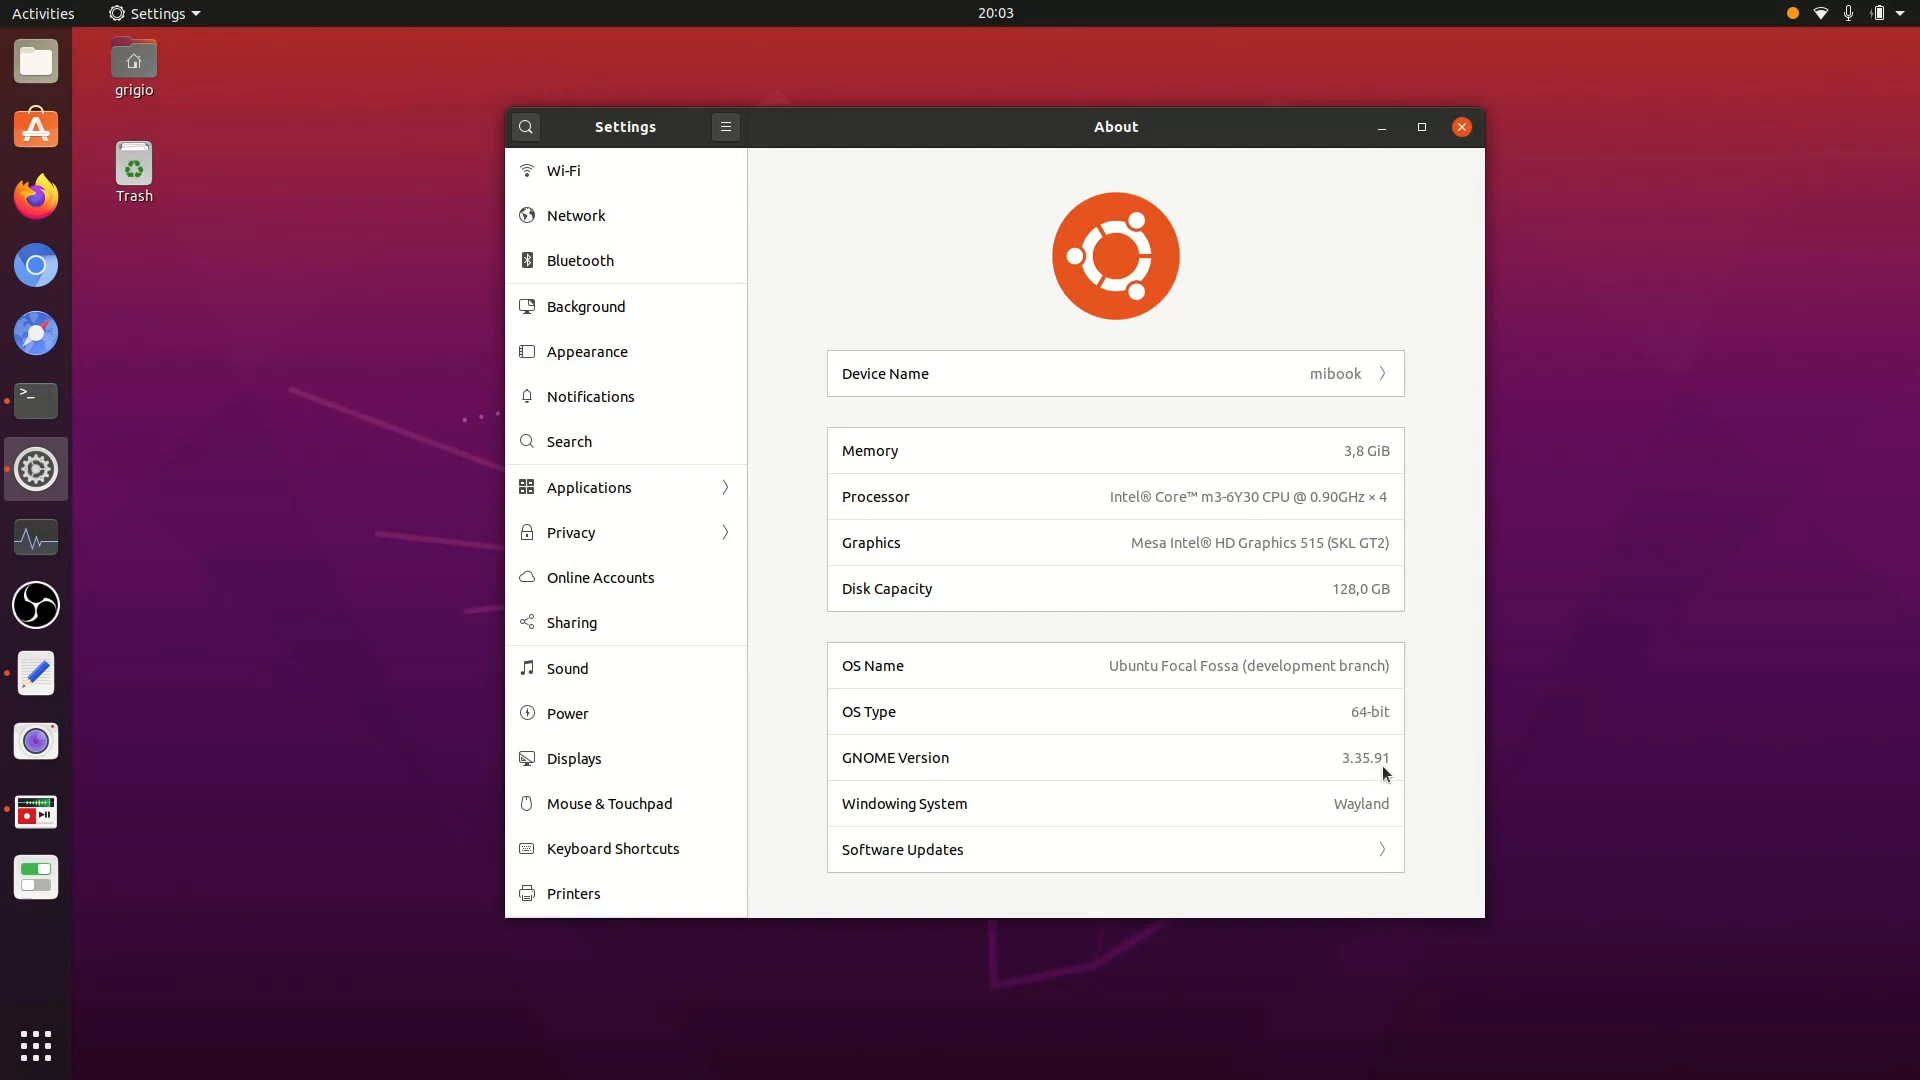 Activities
Settings
20:03
grigio
Trash
Settings
About
Wi-Fi
Network
Bluetooth
Background
Appearance
Notifications
Search
Applications
Privacy
Online Accounts
Sharing
Sound
Power
Displays
Mouse & Touchpad
Keyboard Shortcuts
Printers
Device Name mibook
Memory 3,8 GiB
Processor Intel® Core™ m3-6Y30 CPU @ 0.90GHz × 4
Graphics Mesa Intel® HD Graphics 515 (SKL GT2)
Disk Capacity 128,0 GB
OS Name Ubuntu Focal Fossa (development branch)
OS Type 64-bit
GNOME Version 3.35.91
Windowing System Wayland
Software Updates